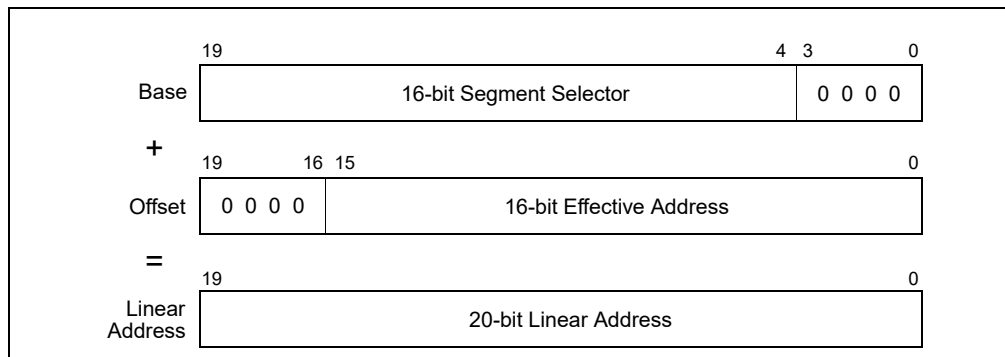 19 4 3 0
Base 16-bit Segment Selector 0 0 0 0
+
19 16 15 0
Offset 0 0 0 0 16-bit Effective Address
=
19 0
Linear
Address 20-bit Linear Address